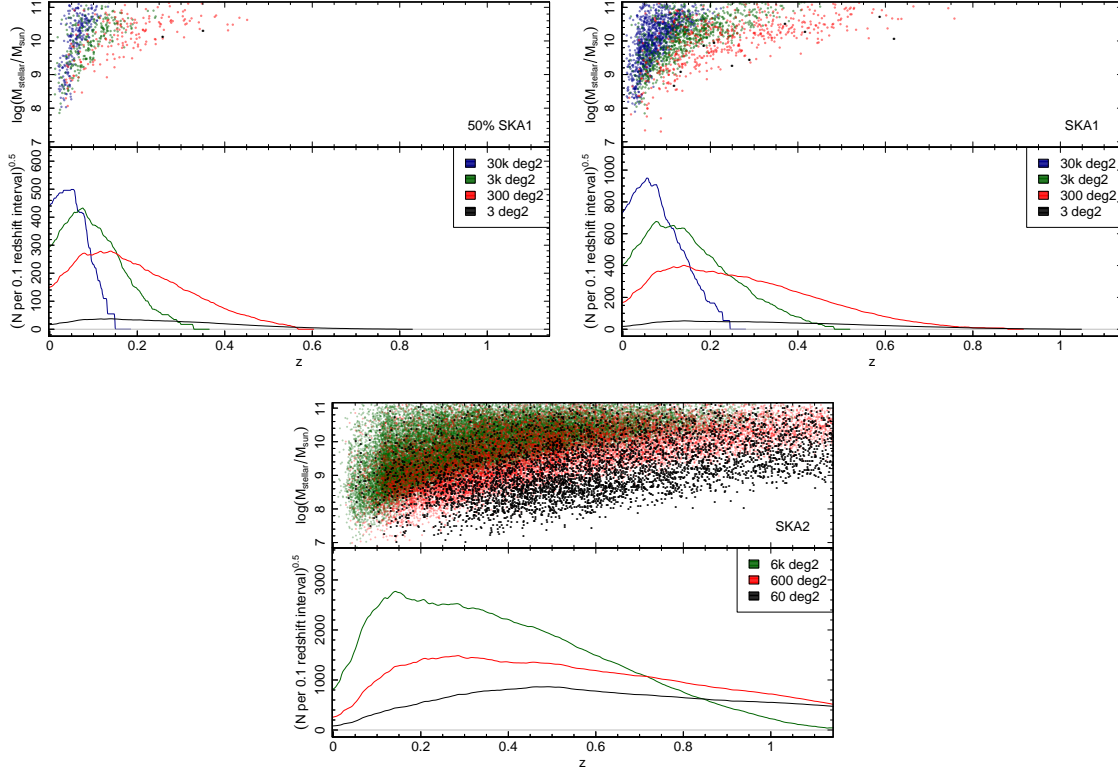 log(M_stellar/M_sun)
7 8 9 10 11
50% SKA1
(N per 0.1 redshift interval)^0.5
0 100 200 300 400 500 600
30k deg2
3k deg2
300 deg2
3 deg2
0 0.2 0.4 0.6 0.8 1
z
log(M_stellar/M_sun)
7 8 9 10 11
SKA1
(N per 0.1 redshift interval)^0.5
0 200 400 600 800 1000
30k deg2
3k deg2
300 deg2
3 deg2
0 0.2 0.4 0.6 0.8 1
z
log(M_stellar/M_sun)
7 8 9 10 11
SKA2
(N per 0.1 redshift interval)^0.5
0 1000 2000 3000
6k deg2
600 deg2
60 deg2
0 0.2 0.4 0.6 0.8 1
z